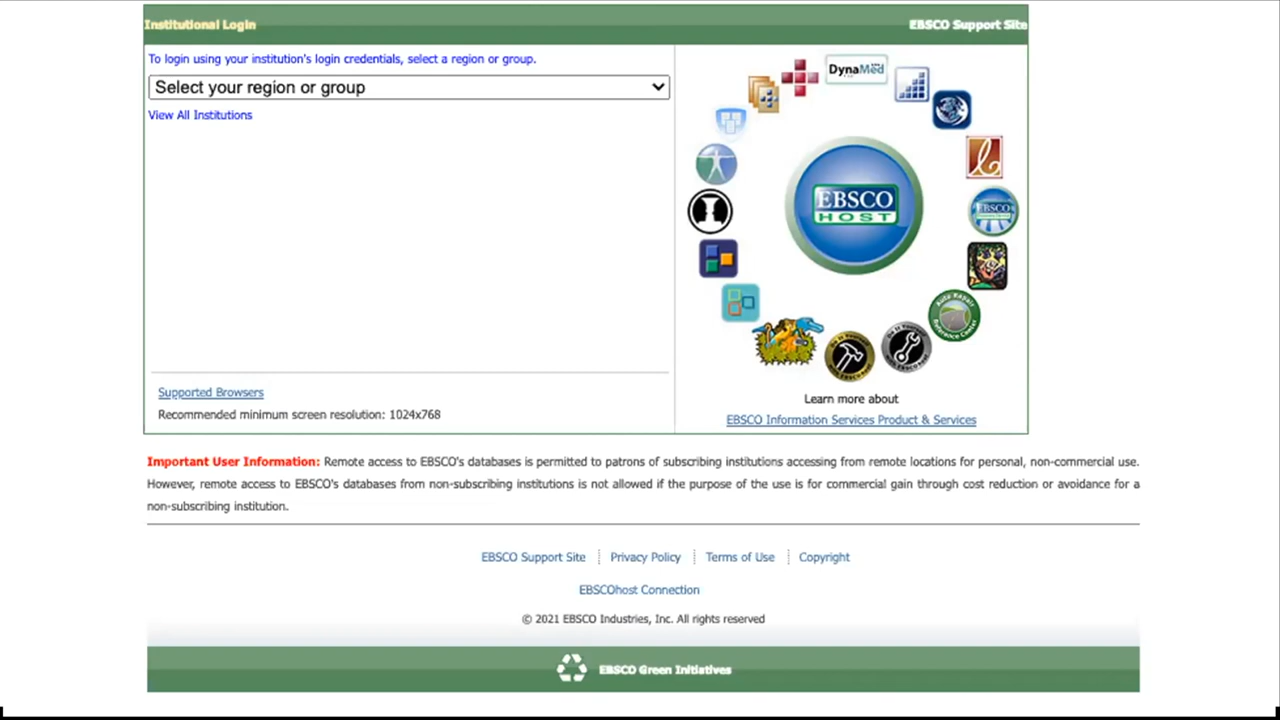 Institutional Login
EBSCO Support Site
To login using your institution's login credentials, select a region or group.
Select your region or group
View All Institutions
DynaMed
EBSCO
HOST
EBSCO
Auto Repair
Reference Center
Supported Browsers
Recommended minimum screen resolution: 1024x768
Learn more about
EBSCO Information Services Product & Services
Important User Information: Remote access to EBSCO's databases is permitted to patrons of subscribing institutions accessing from remote locations for personal, non-commercial use.
However, remote access to EBSCO's databases from non-subscribing institutions is not allowed if the purpose of the use is for commercial gain through cost reduction or avoidance for a
non-subscribing institution.
EBSCO Support Site
Privacy Policy
Terms of Use
Copyright
EBSCOhost Connection
© 2021 EBSCO Industries, Inc. All rights reserved
EBSCO Green Initiatives